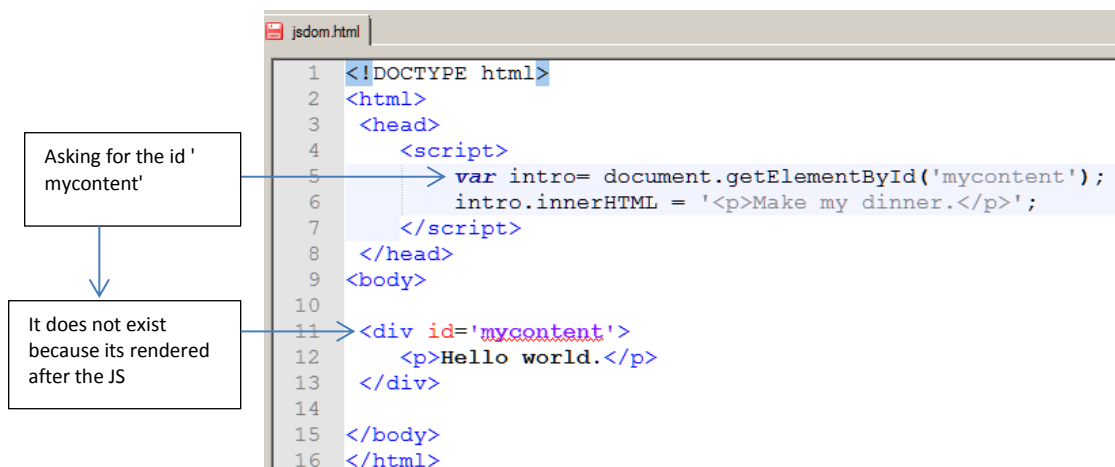 jsdom.html
1 <!DOCTYPE html>
2 <html>
3 <head>
4 <script>
5 var intro= document.getElementById('mycontent');
6 intro.innerHTML = '<p>Make my dinner.</p>';
7 </script>
8 </head>
9 <body>
10
11 <div id='mycontent'>
12 <p>Hello world.</p>
13 </div>
14
15 </body>
16 </html>
Asking for the id '
mycontent'
It does not exist
because its rendered
after the JS